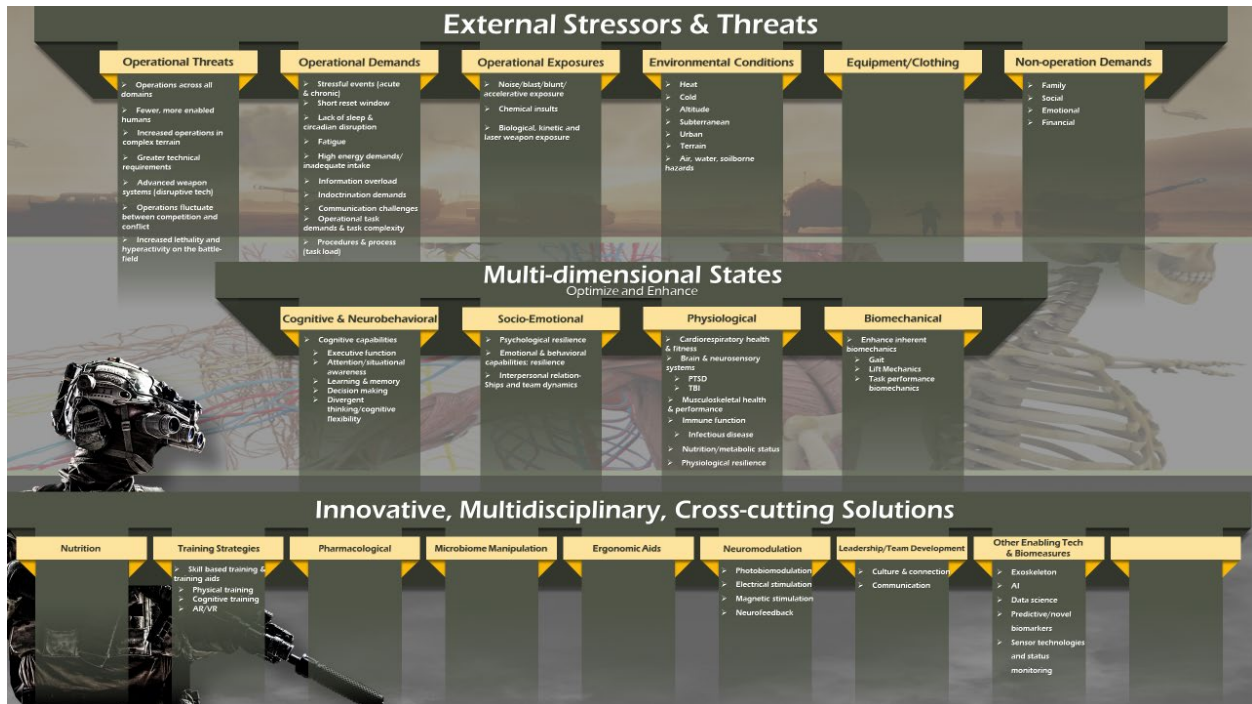 External Stressors & Threats
Operational Threats
➢ Operations across all
domains
➢ Fewer, more enabled
humans
➢ Increased operations in
complex terrain
➢ Greater technical
requirements
➢ Advanced weapon
systems (disruptive tech)
➢ Operations fluctuate
between competition and
conflict
➢ Increased lethality and
hyperactivity on the battle-
field
Operational Demands
➢ Stressful events (acute
& chronic)
➢ Short reset window
➢ Lack of sleep &
circadian disruption
➢ Fatigue
➢ High energy demands/
inadequate intake
➢ Information overload
➢ Indoctrination demands
➢ Communication challenges
➢ Operational task
demands & task complexity
➢ Procedures & process
(task load)
Operational Exposures
➢ Noise/blast/blunt/
accelerative exposure
➢ Chemical insults
➢ Biological, kinetic and
laser weapon exposure
Environmental Conditions
➢ Heat
➢ Cold
➢ Altitude
➢ Subterranean
➢ Urban
➢ Terrain
➢ Air, water, soilborne
hazards
Equipment/Clothing
Non-operation Demands
➢ Family
➢ Social
➢ Emotional
➢ Financial
Multi-dimensional States
Optimize and Enhance
Cognitive & Neurobehavioral
➢ Cognitive capabilities
➢ Executive function
➢ Attention/situational
awareness
➢ Learning & memory
➢ Decision making
➢ Divergent
thinking/cognitive
flexibility
Socio-Emotional
➢ Psychological resilience
➢ Emotional & behavioral
capabilities; resilience
➢ Interpersonal relation-
Ships and team dynamics
Physiological
➢ Cardiorespiratory health
& fitness
➢ Brain & neurosensory
systems
➢ PTSD
➢ TBI
➢ Musculoskeletal health
& performance
➢ Immune function
➢ Infectious disease
➢ Nutrition/metabolic status
➢ Physiological resilience
Biomechanical
➢ Enhance inherent
biomechanics
➢ Gait
➢ Lift Mechanics
➢ Task performance
biomechanics
Innovative, Multidisciplinary, Cross-cutting Solutions
Nutrition
Training Strategies
➢ Skill based training &
training aids
➢ Physical training
➢ Cognitive training
➢ AR/VR
Pharmacological
Microbiome Manipulation
Ergonomic Aids
Neuromodulation
➢ Photobiomodulation
➢ Electrical stimulation
➢ Magnetic stimulation
➢ Neurofeedback
Leadership/Team Development
➢ Culture & connection
➢ Communication
Other Enabling Tech
& Biomeasures
➢ Exoskeleton
➢ AI
➢ Data science
➢ Predictive/novel
biomarkers
➢ Sensor technologies
and status
monitoring